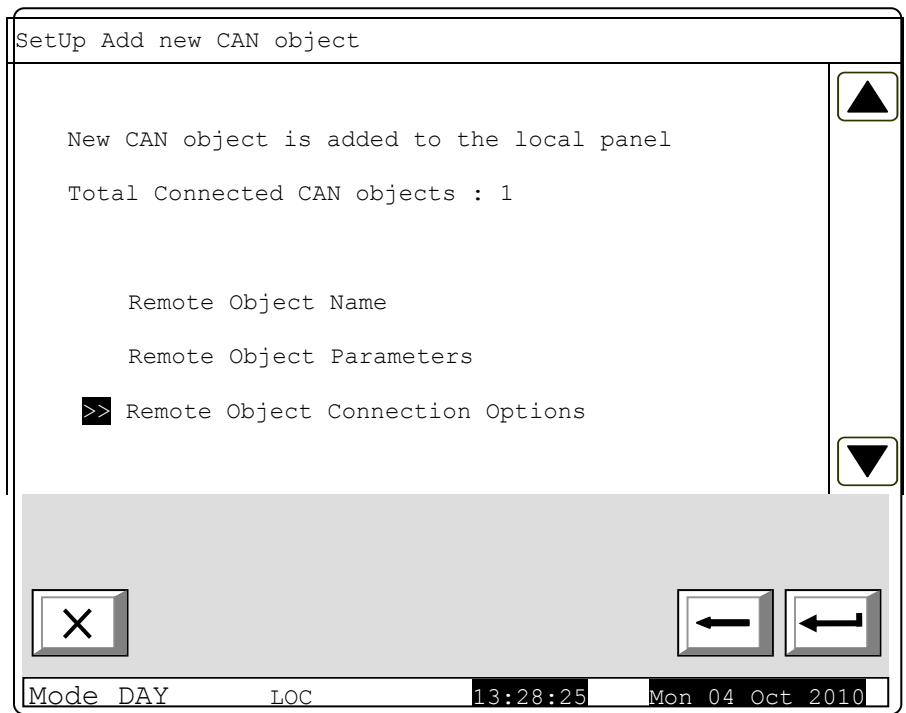 SetUp Add new CAN object
New CAN object is added to the local panel
Total Connected CAN objects : 1
Remote Object Name
Remote Object Parameters
>> Remote Object Connection Options
Mode DAY LOC 13:28:25 Mon 04 Oct 2010